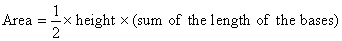 Area = 1/2 × height × (sum of the length of the bases)